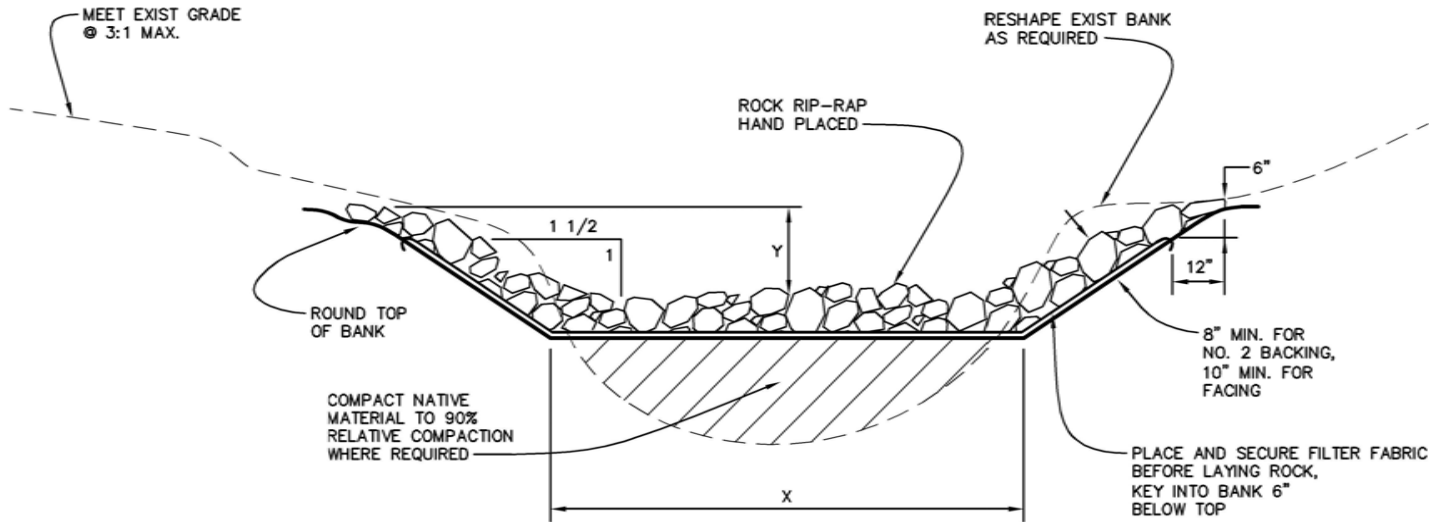 MEET EXIST GRADE
@ 3:1 MAX.
RESHAPE EXIST BANK
AS REQUIRED
ROCK RIP-RAP
HAND PLACED
6"
1 1/2
1
Y
12"
ROUND TOP
OF BANK
8" MIN. FOR
NO. 2 BACKING,
10" MIN. FOR
FACING
COMPACT NATIVE
MATERIAL TO 90%
RELATIVE COMPACTION
WHERE REQUIRED
PLACE AND SECURE FILTER FABRIC
BEFORE LAYING ROCK,
KEY INTO BANK 6"
BELOW TOP
X